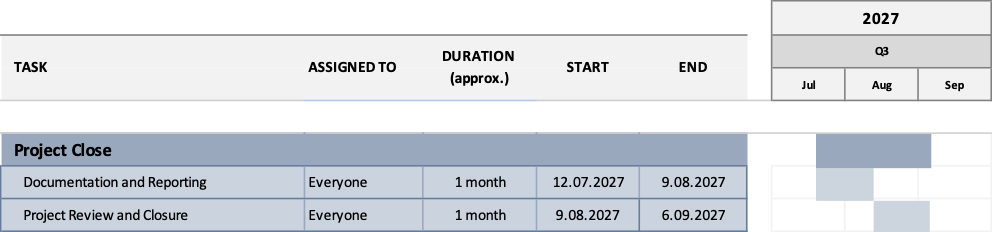 2027
Q3
Jul Aug Sep
TASK ASSIGNED TO DURATION (approx.) START END
Project Close
Documentation and Reporting Everyone 1 month 12.07.2027 9.08.2027
Project Review and Closure Everyone 1 month 9.08.2027 6.09.2027